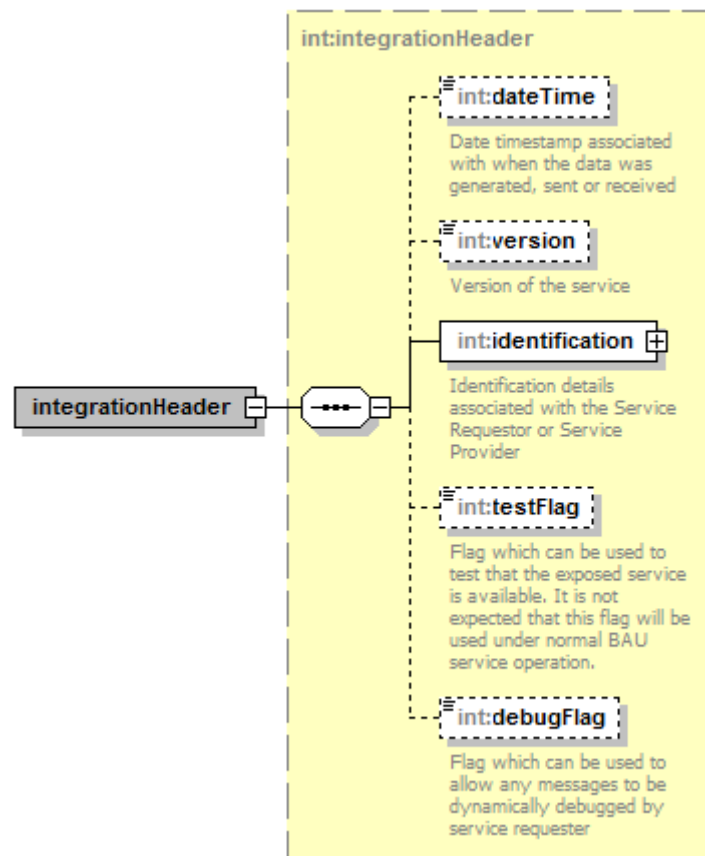 int:integrationHeader
int:dateTime
Date timestamp associated
with when the data was
generated, sent or received
int:version
Version of the service
int:identification
Identification details
associated with the Service
Requestor or Service
Provider
integrationHeader
int:testFlag
Flag which can be used to
test that the exposed service
is available. It is not
expected that this flag will be
used under normal BAU
service operation.
int:debugFlag
Flag which can be used to
allow any messages to be
dynamically debugged by
service requester